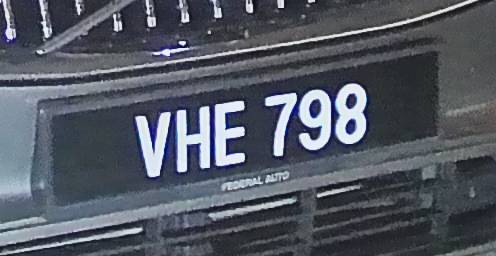 VHE 798
FEDERAL AUTO